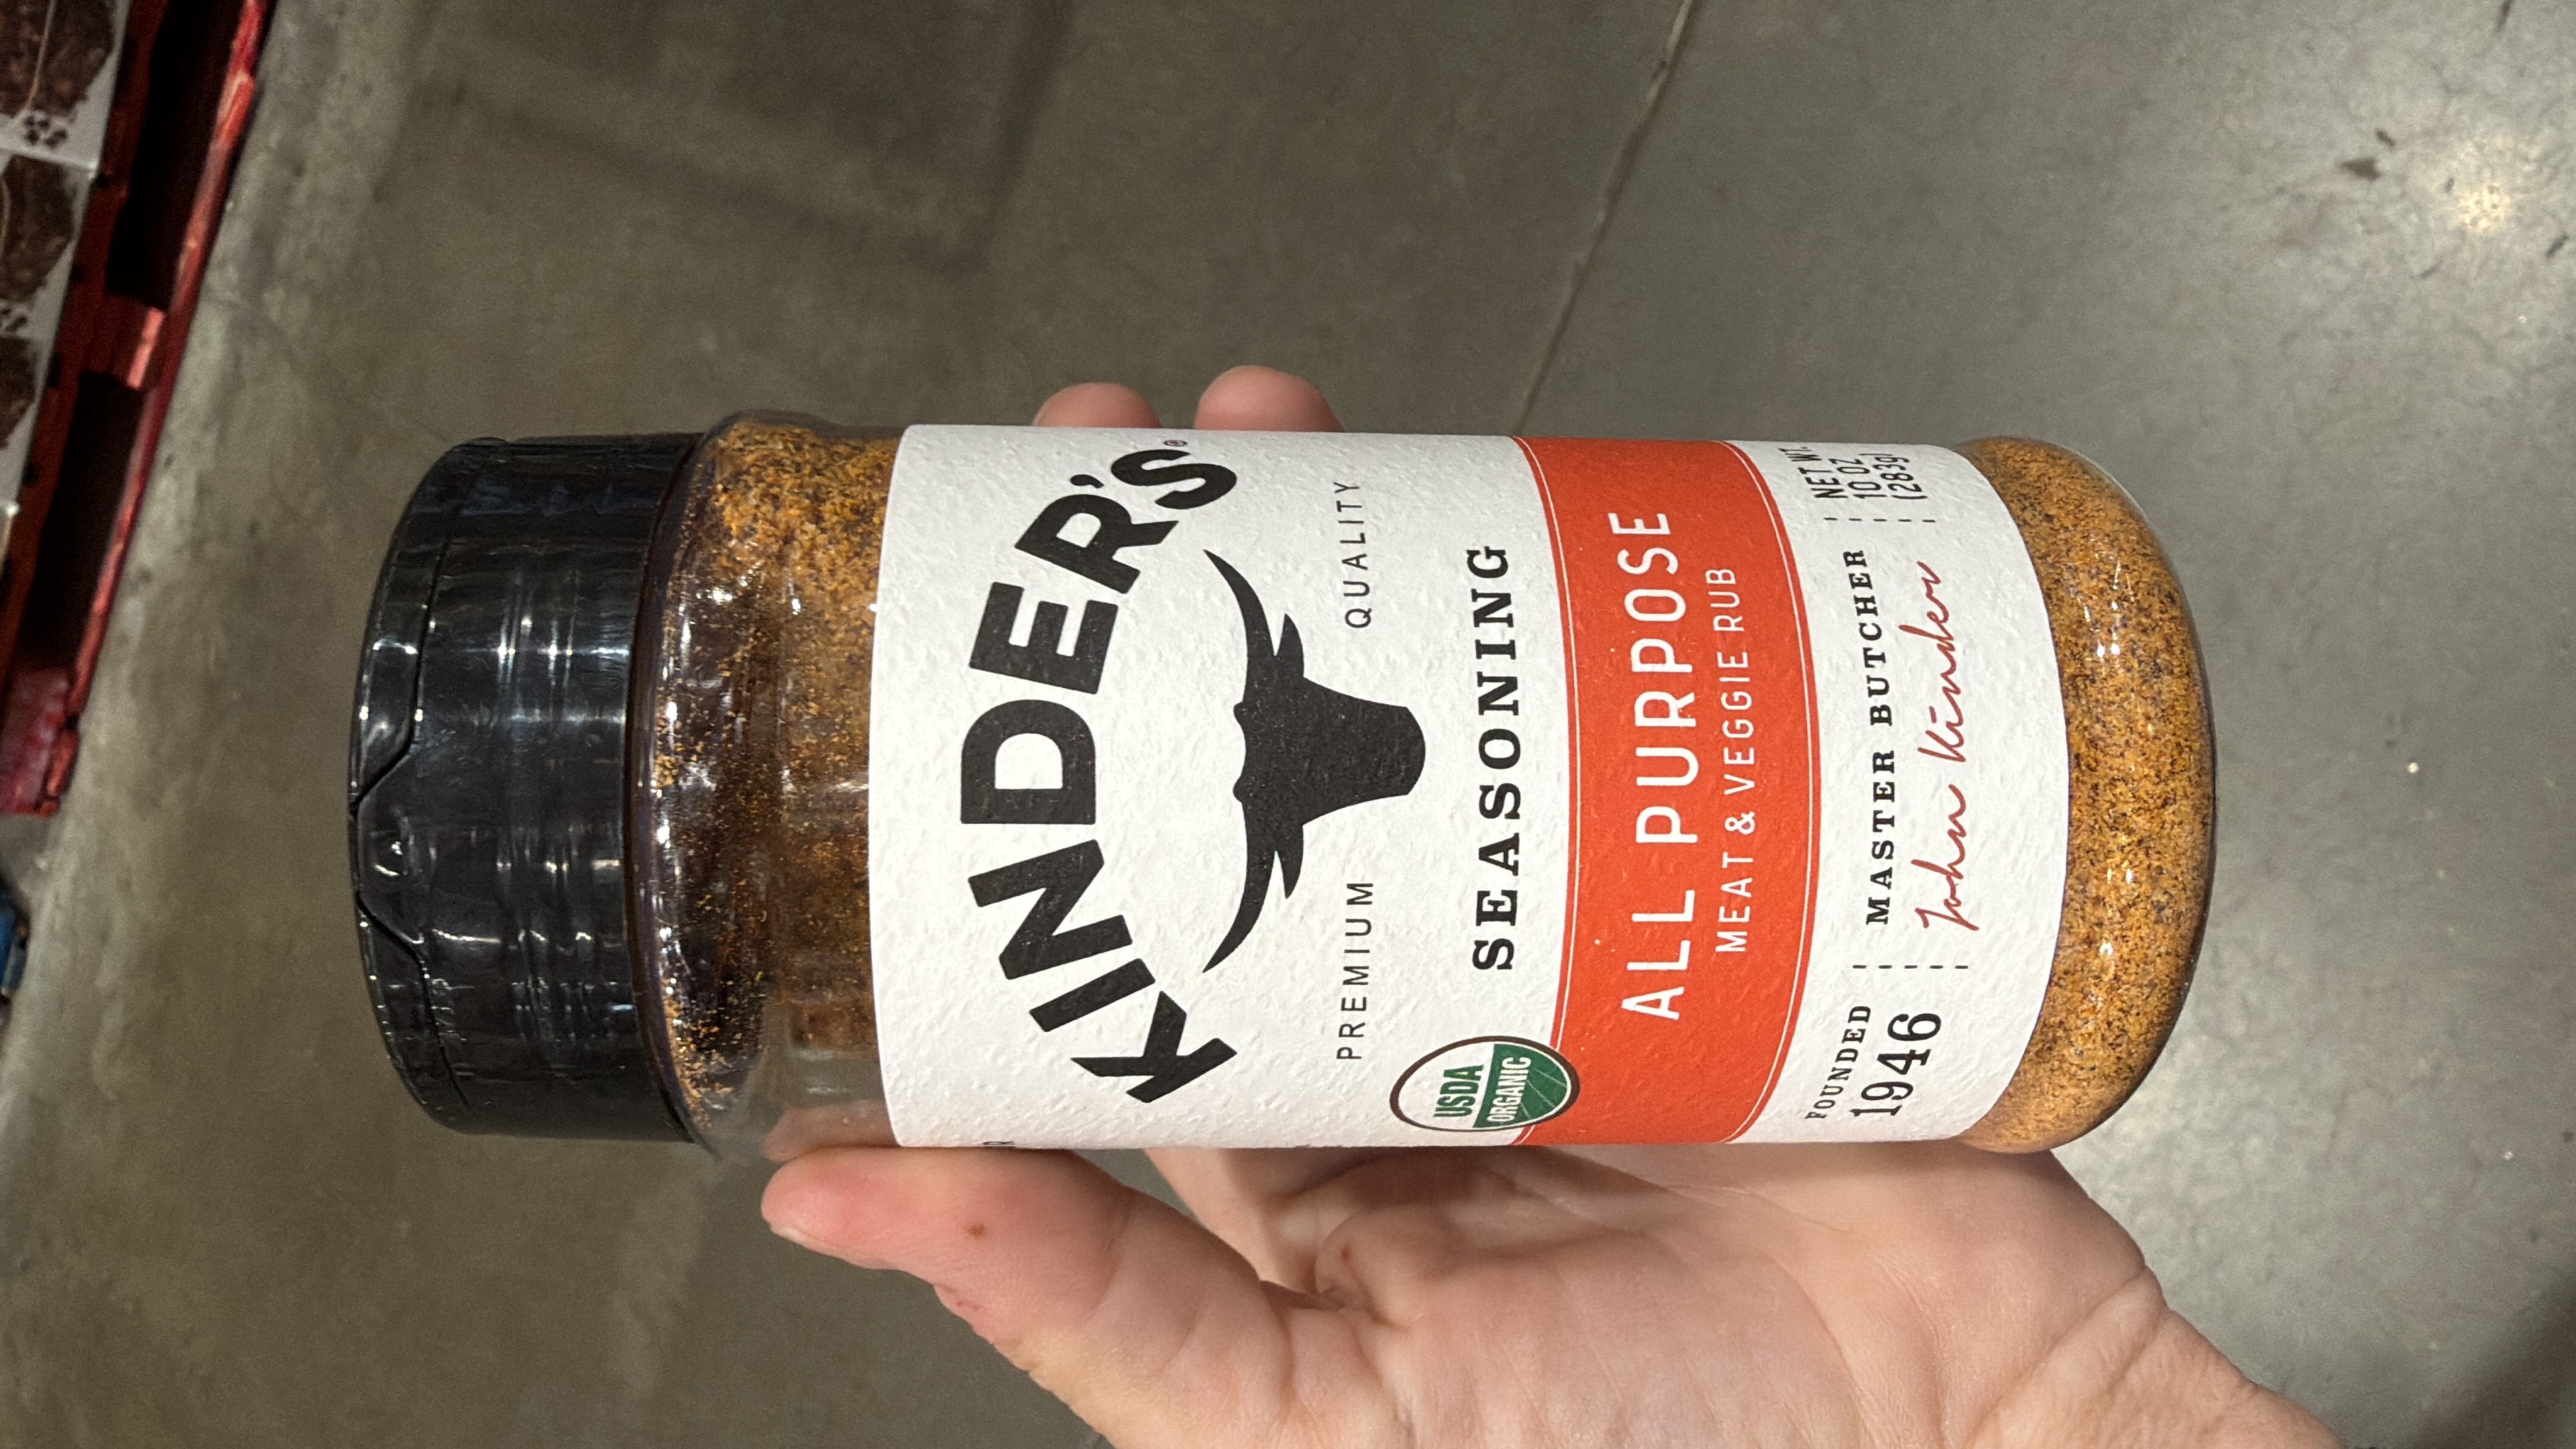 KINDER'S®
PREMIUM QUALITY
SEASONING
USDA
ORGANIC
ALL PURPOSE
MEAT & VEGGIE RUB
FOUNDED
1946
MASTER BUTCHER
John Kinder
NET WT.
10 OZ
(283g)